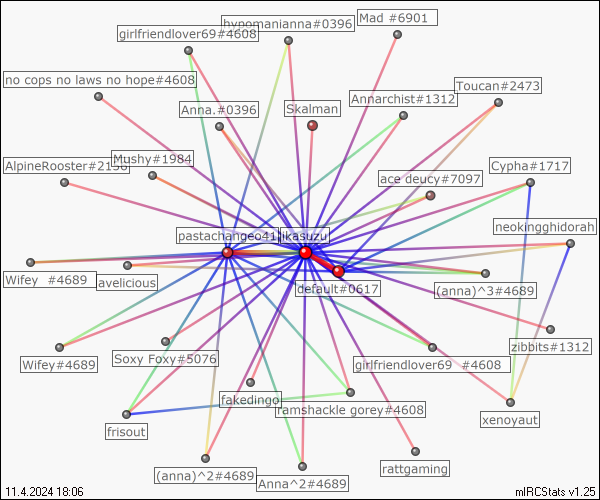 Mad #6901
hypomanianna#0396
girlfriendlover69#4608
no cops no laws no hope#4608
Toucan#2473
Annarchist#1312
Anna.#0396
Skalman
Mushy#1984
AlpineRooster#2156
Cypha#1717
ace deucy#7097
neokingghidorah
pastachangeo41
likasuzu
Wifey #4689
avelicious
default#0617
(anna)^3#4689
zibbits#1312
Wifey#4689
Soxy Foxy#5076
girlfriendlover69 #4608
fakedingo
ramshackle gorey#4608
xenoyaut
frisout
(anna)^2#4689
Anna^2#4689
rattgaming
11.4.2024 18:06
mIRCStats v1.25